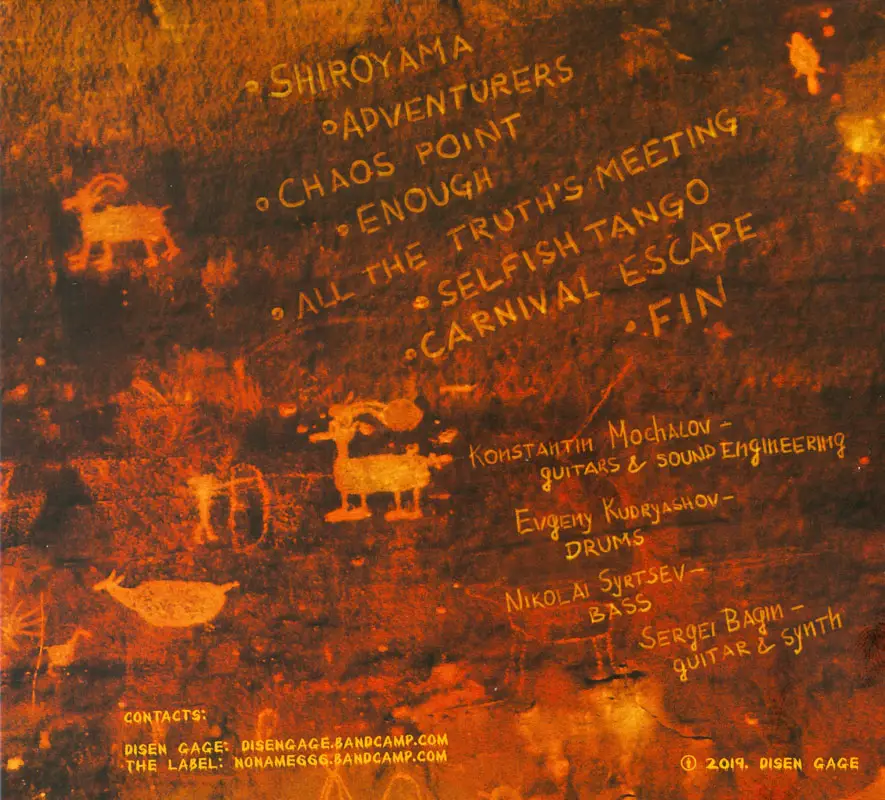 SHIROYAMA
ADVENTURERS
CHAOS POINT
ENOUGH
ALL THE TRUTH'S MEETING
SELFISH TANGO
CARNIVAL ESCAPE
FIN
KONSTANTIN MOCHALOV –
GUITARS & SOUND ENGINEERING
EVGENY KUDRYASHOV –
DRUMS
NIKOLAI SYRTSEV –
BASS
SERGEI BAGIN –
GUITAR & SYNTH
CONTACTS:
DISEN GAGE: DISENGAGE.BANDCAMP.COM
THE LABEL: NONAME666.BANDCAMP.COM
℗ 2019. DISEN GAGE